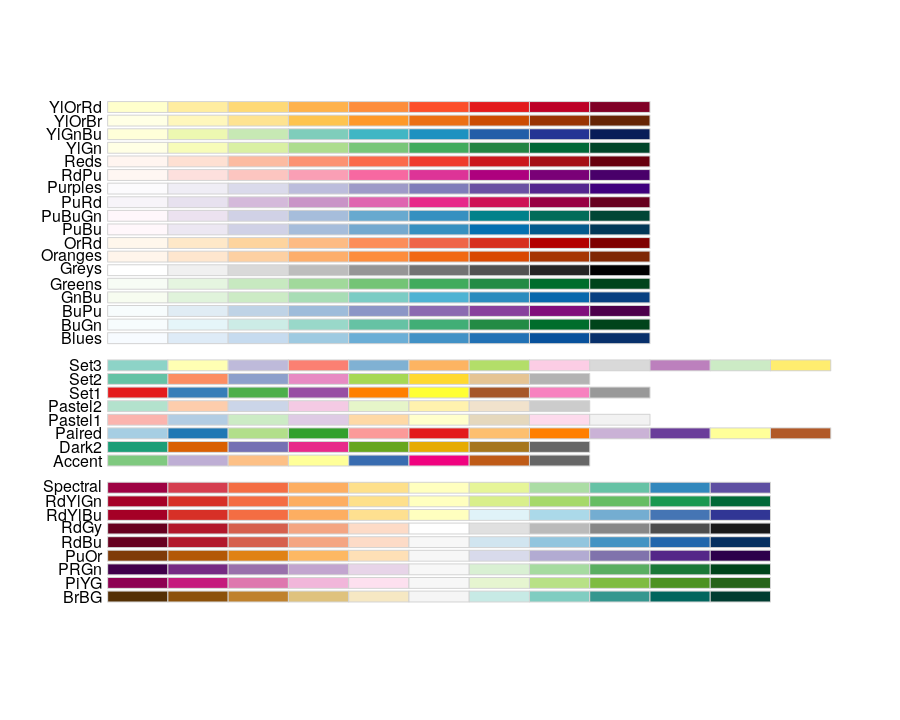 YlOrRd
YlOrBr
YlGnBu
YlGn
Reds
RdPu
Purples
PuRd
PuBuGn
PuBu
OrRd
Oranges
Greys
Greens
GnBu
BuPu
BuGn
Blues
Set3
Set2
Set1
Pastel2
Pastel1
Paired
Dark2
Accent
Spectral
RdYlGn
RdYlBu
RdGy
RdBu
PuOr
PRGn
PiYG
BrBG